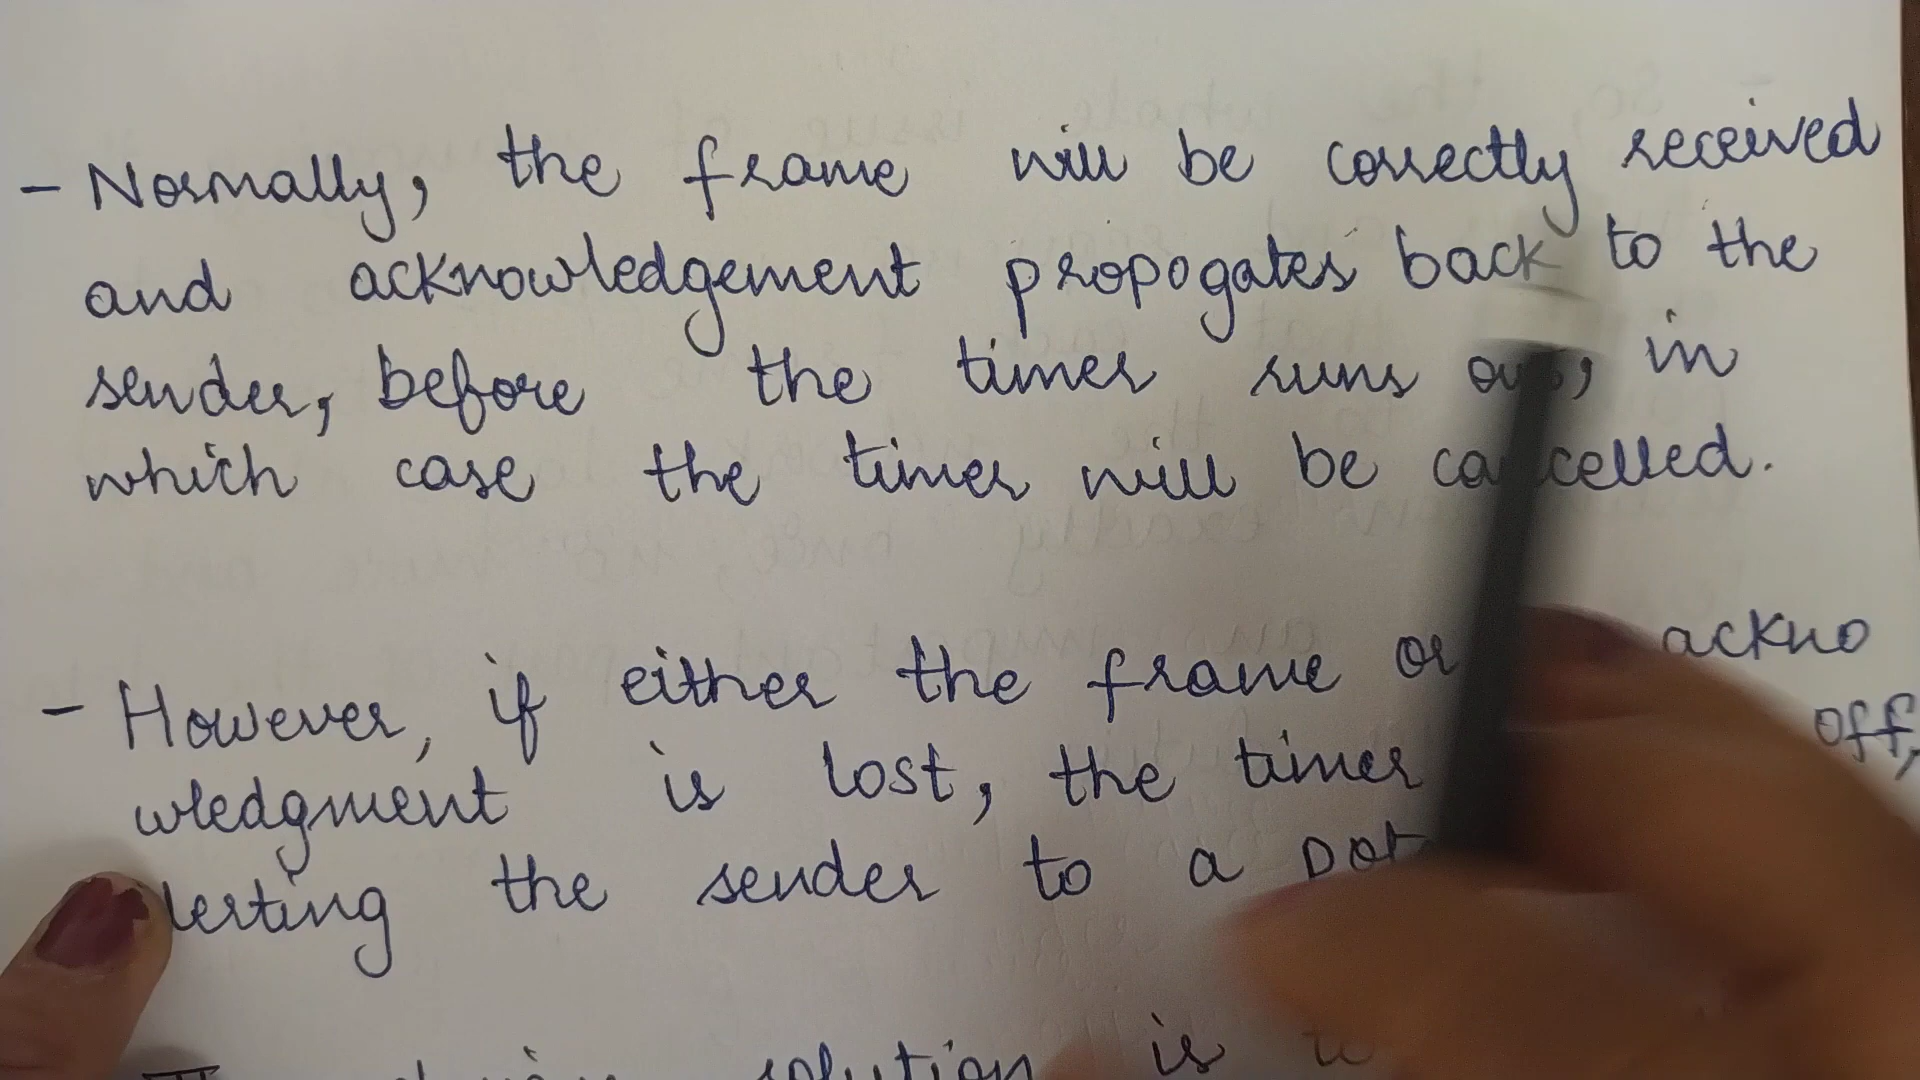 - Normally, the frame will be correctly received
and acknowledgement propogates back to the
sender, before the timer runs out, in
which case the timer will be cancelled.
- However, if either the frame or ackno
wledgment is lost, the timer off,
lerting the sender to a
solution is